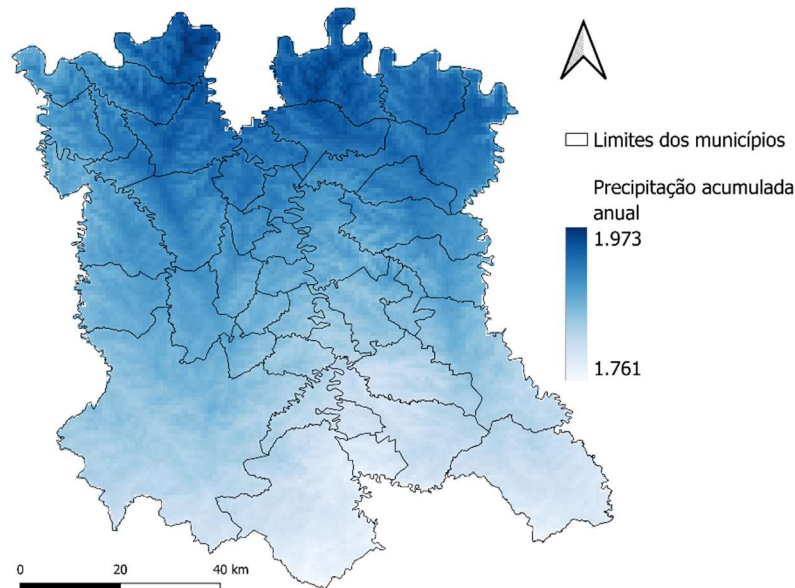 Limites dos municípios
Precipitação acumulada
anual
1.973
1.761
0 20 40 km